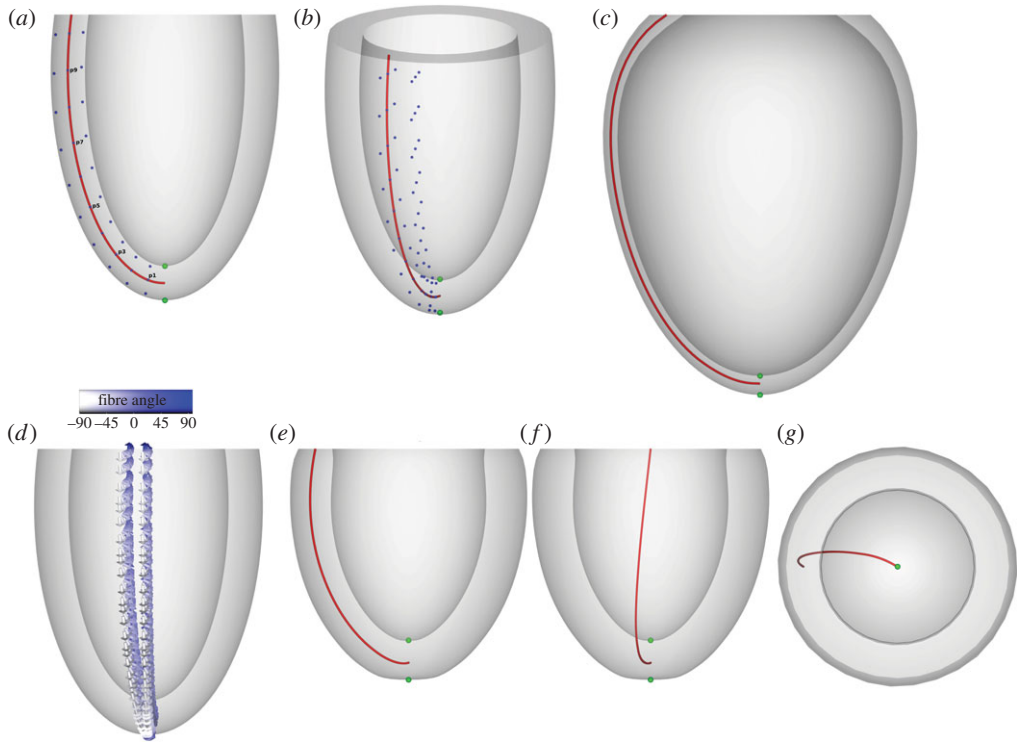 (a)
(b)
(c)
p9
p7
p5
p3
p1
fibre angle
−90 −45 0 45 90
(d)
(e)
(f)
(g)